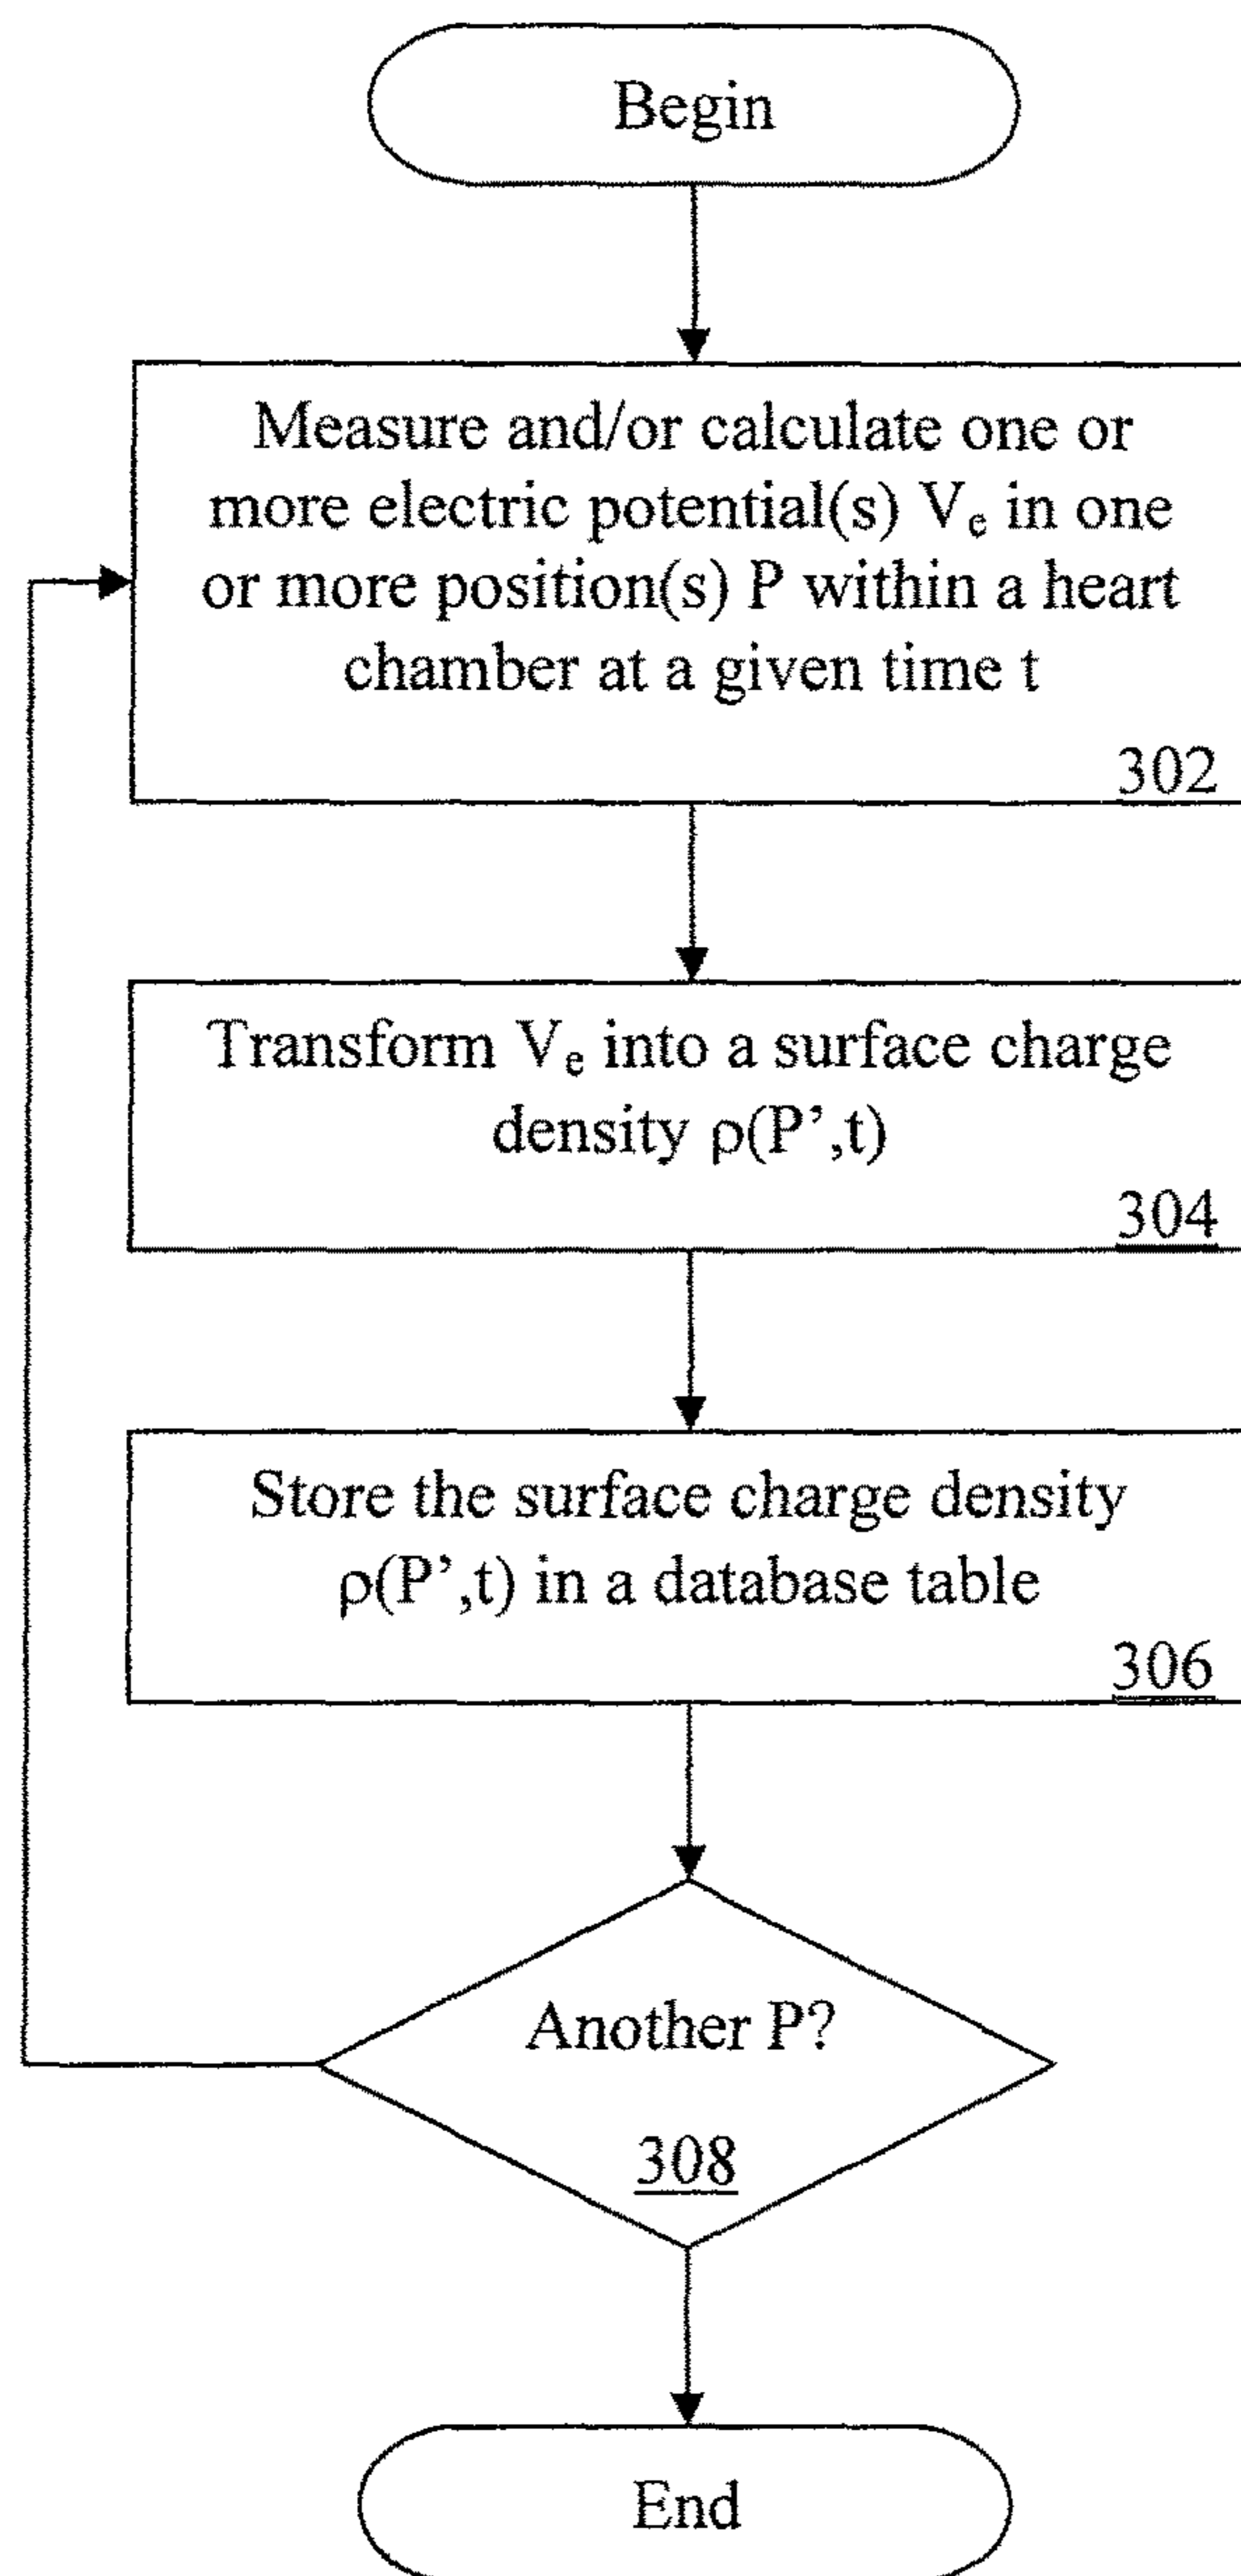 Begin
Measure and/or calculate one or
more electric potential(s) Vₑ in one
or more position(s) P within a heart
chamber at a given time t
302
Transform Vₑ into a surface charge
density ρ(P’,t)
304
Store the surface charge density
ρ(P’,t) in a database table
306
Another P?
308
End